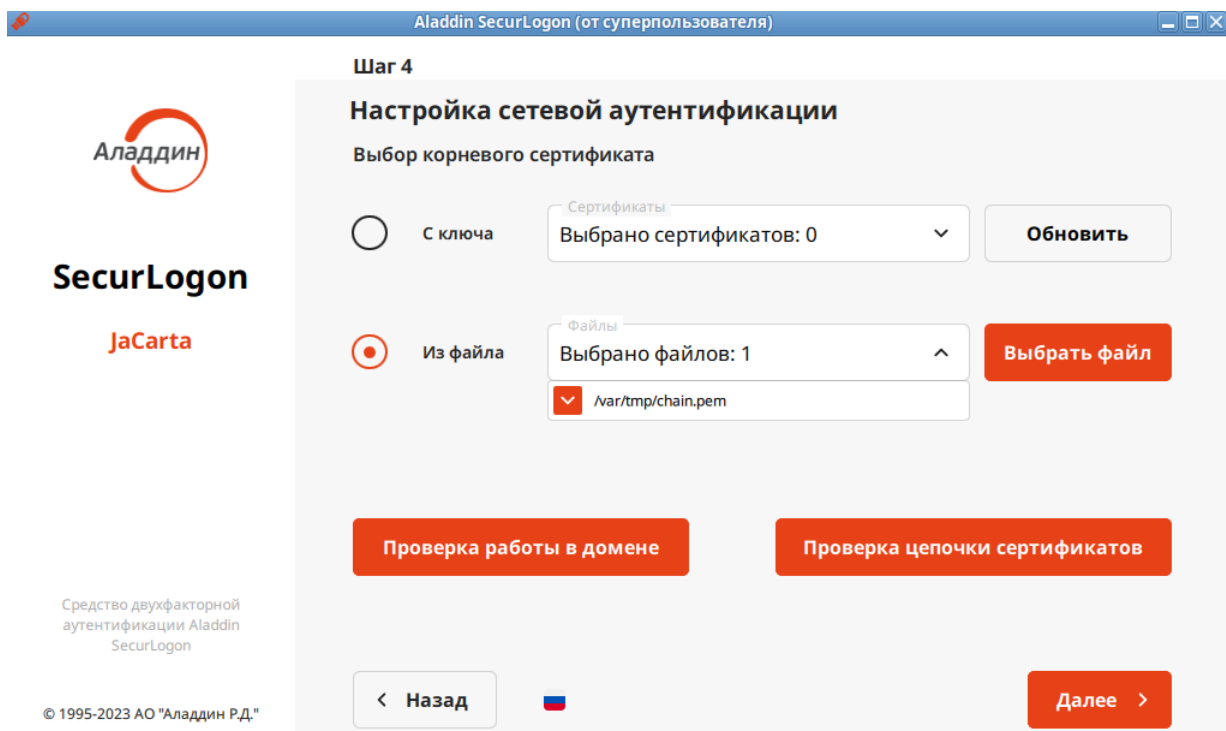 Aladdin SecurLogon (от суперпользователя)
Шаг 4
Настройка сетевой аутентификации
Выбор корневого сертификата
Аладдин
SecurLogon
JaCarta
С ключа
Сертификаты
Выбрано сертификатов: 0
Обновить
Из файла
Файлы
Выбрано файлов: 1
Выбрать файл
/var/tmp/chain.pem
Проверка работы в домене
Проверка цепочки сертификатов
Средство двухфакторной
аутентификации Aladdin
SecurLogon
© 1995-2023 АО "Аладдин Р.Д."
Назад
Далее